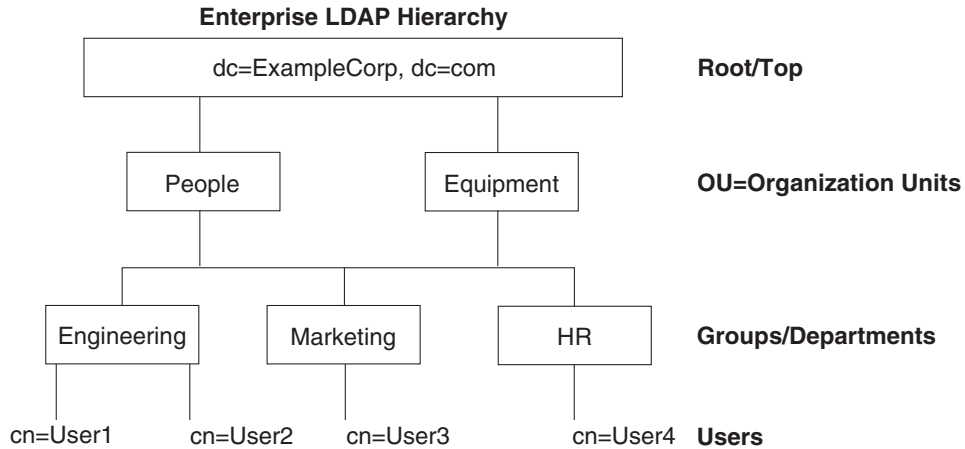 Enterprise LDAP Hierarchy
dc=ExampleCorp, dc=com
Root/Top
People
Equipment
OU=Organization Units
Engineering
Marketing
HR
Groups/Departments
cn=User1
cn=User2
cn=User3
cn=User4
Users